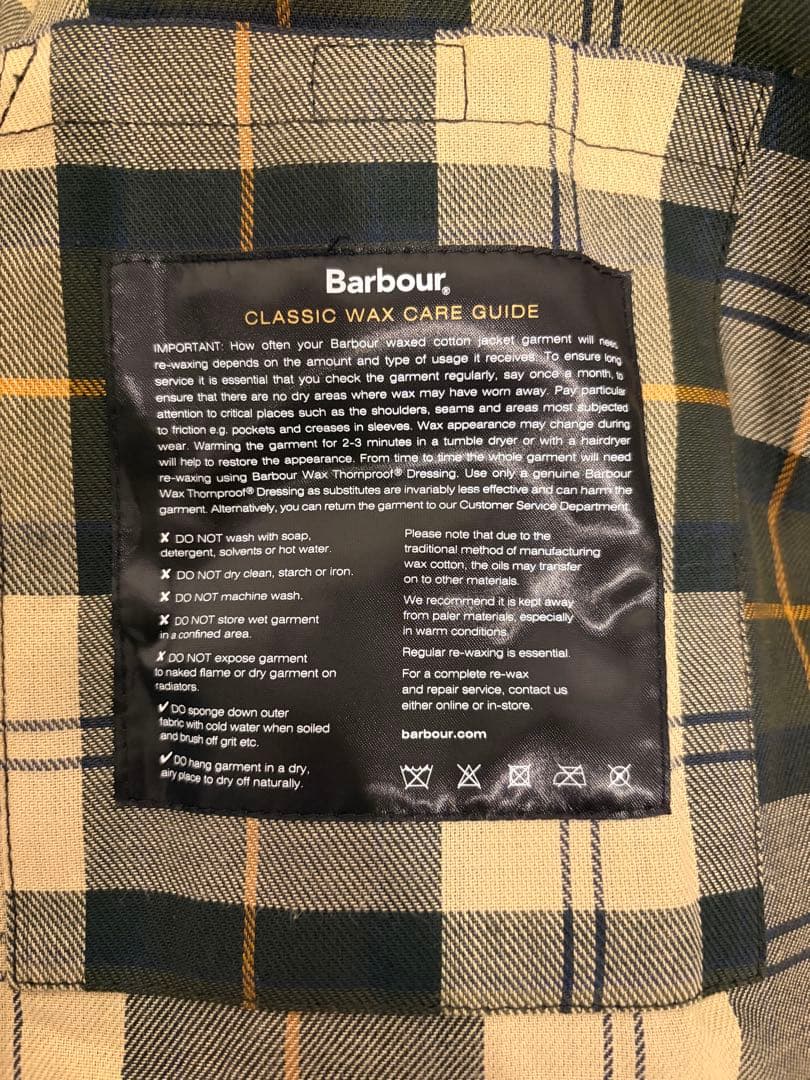 Barbour®
CLASSIC WAX CARE GUIDE
IMPORTANT: How often your Barbour waxed cotton jacket garment will need
re-waxing depends on the amount and type of usage it receives. To ensure long
service it is essential that you check the garment regularly, say once a month, to
ensure that there are no dry areas where wax may have worn away. Pay particular
attention to critical places such as the shoulders, seams and areas most subjected
to friction e.g. pockets and creases in sleeves. Wax appearance may change during
wear. Warming the garment for 2-3 minutes in a tumble dryer or with a hairdryer
will help to restore the appearance. From time to time the whole garment will need
re-waxing using Barbour Wax Thornproof® Dressing. Use only a genuine Barbour
Wax Thornproof® Dressing as substitutes are invariably less effective and can harm the
garment. Alternatively, you can return the garment to our Customer Service Department.
✘ DO NOT wash with soap,
detergent, solvents or hot water.
✘ DO NOT dry clean, starch or iron.
✘ DO NOT machine wash.
✘ DO NOT store wet garment
in a confined area.
✘ DO NOT expose garment
to naked flame or dry garment on
radiators.
✔ DO sponge down outer
fabric with cold water when soiled
and brush off grit etc.
✔ DO hang garment in a dry,
airy place to dry off naturally.
Please note that due to the
traditional method of manufacturing
wax cotton, the oils may transfer
on to other materials.
We recommend it is kept away
from paler materials, especially
in warm conditions.
Regular re-waxing is essential.
For a complete re-wax
and repair service, contact us
either online or in-store.
barbour.com